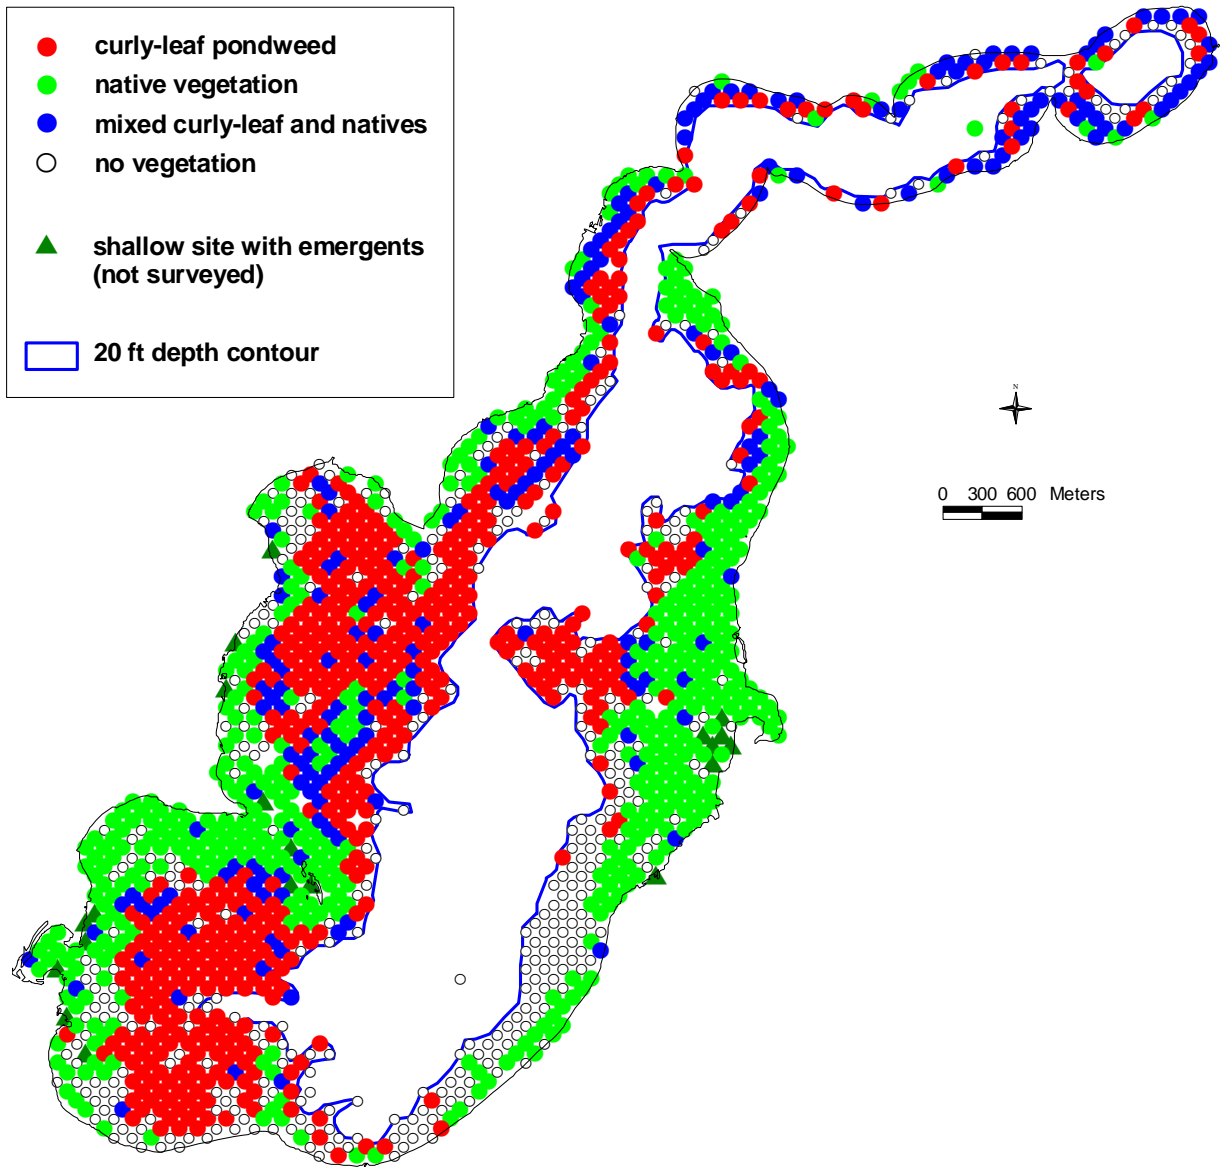 curly-leaf pondweed
native vegetation
mixed curly-leaf and natives
no vegetation
shallow site with emergents
(not surveyed)
20 ft depth contour
N
0 300 600 Meters